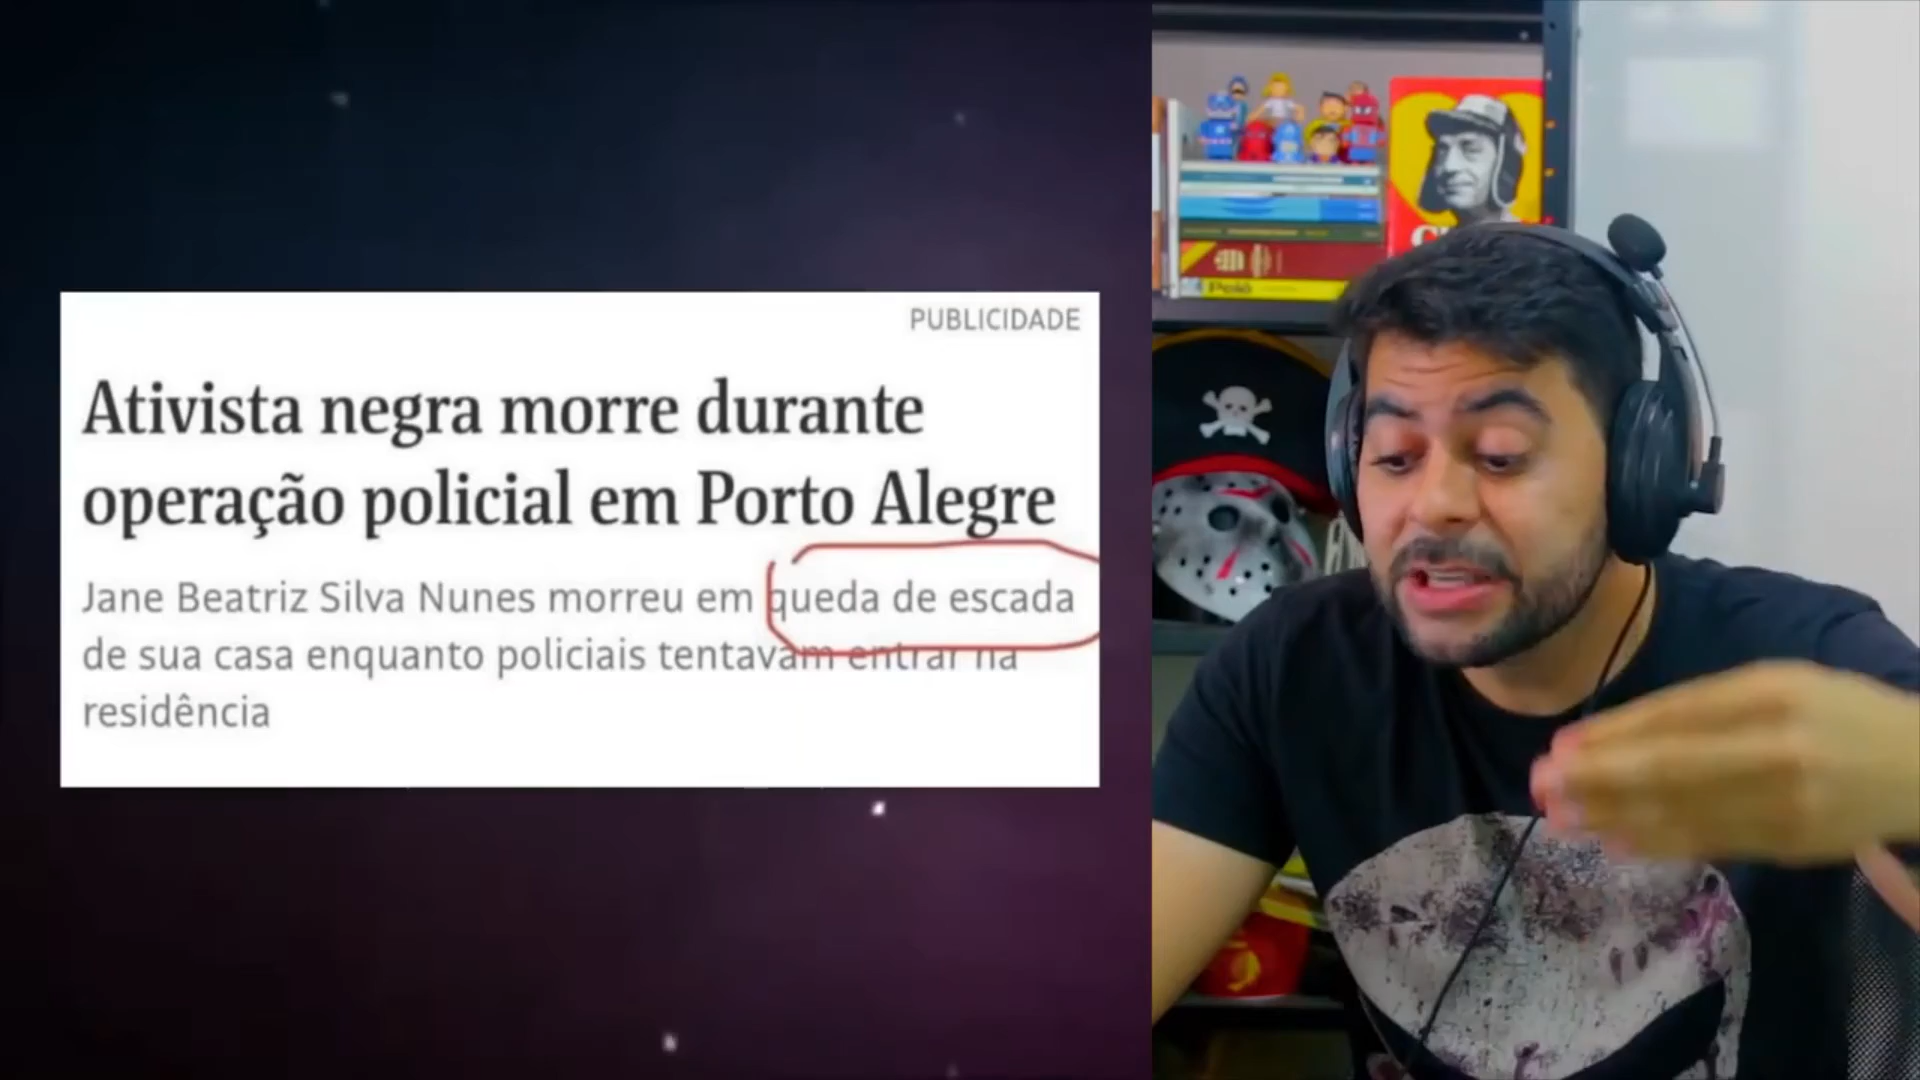 PUBLICIDADE
Ativista negra morre durante
operação policial em Porto Alegre
Jane Beatriz Silva Nunes morreu em queda de escada
de sua casa enquanto policiais tentavam entrar na
residência